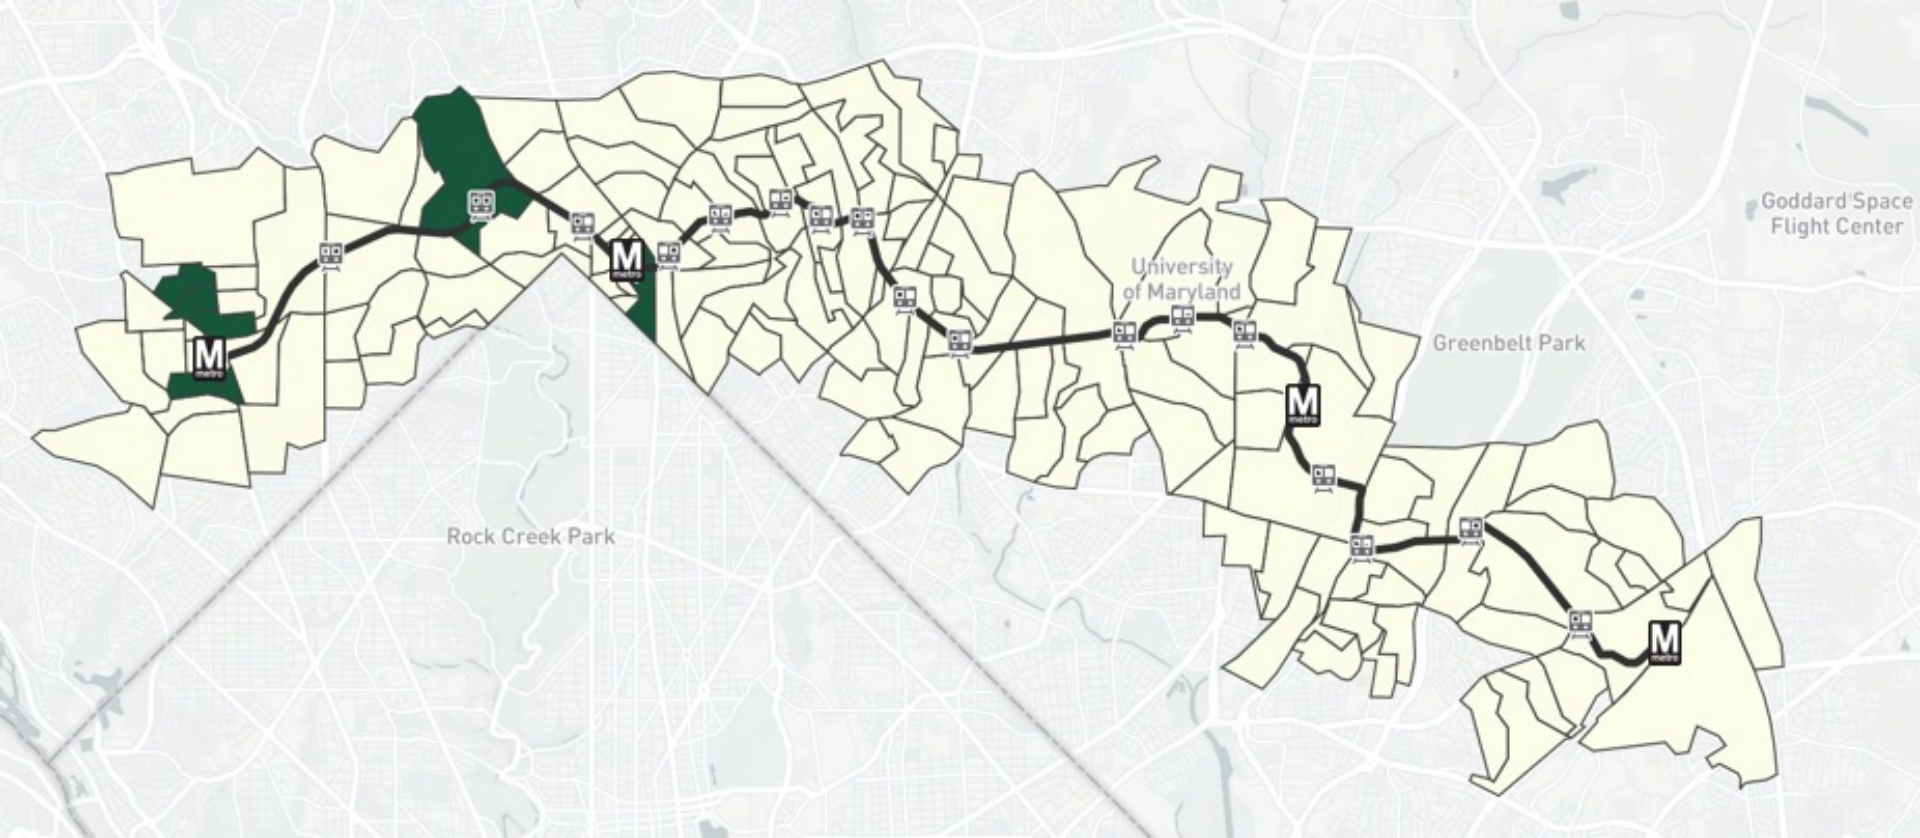 Goddard Space
Flight Center
University
of Maryland
M
metro
Greenbelt Park
M
metro
M
metro
Rock Creek Park
M
metro